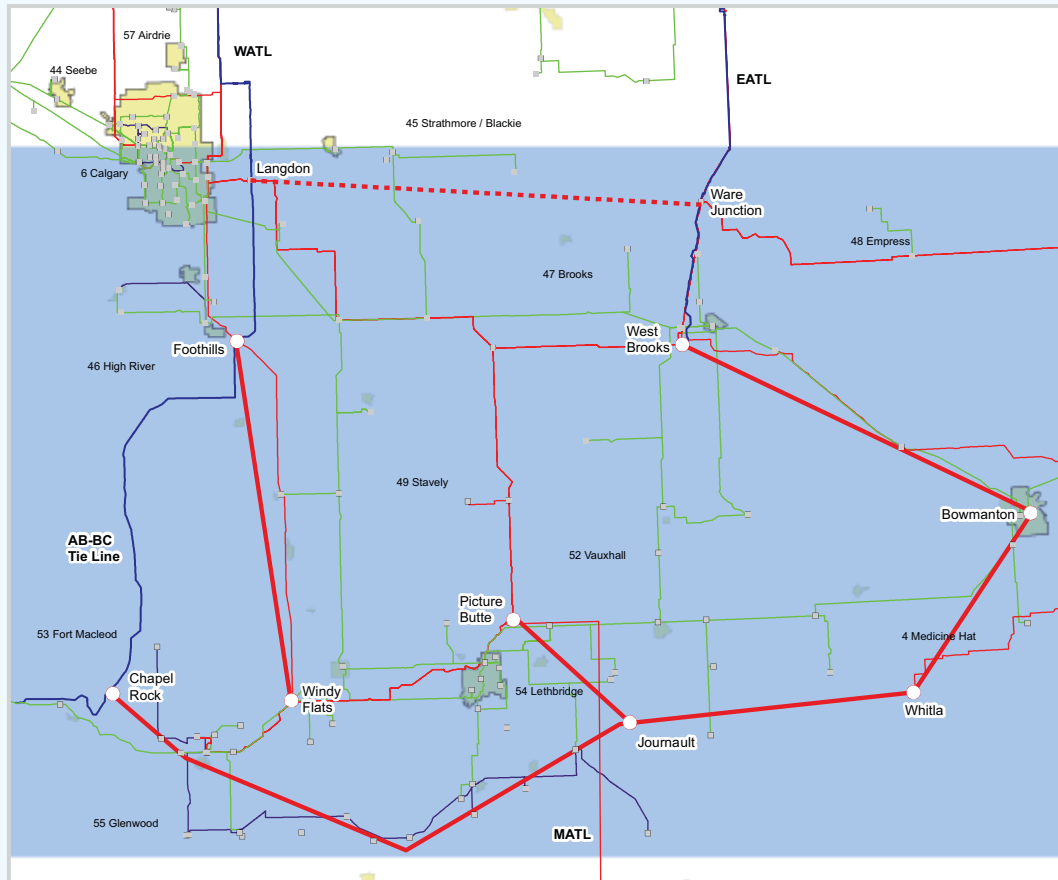 57 Airdrie
WATL
44 Seebe
EATL
45 Strathmore / Blackie
6 Calgary
Langdon
Ware
Junction
48 Empress
47 Brooks
West
Brooks
Foothills
46 High River
49 Stavely
Bowmanton
AB-BC
Tie Line
52 Vauxhall
Picture
Butte
53 Fort Macleod
4 Medicine Hat
Chapel
Rock
Windy
Flats
54 Lethbridge
Whitla
Journault
55 Glenwood
MATL